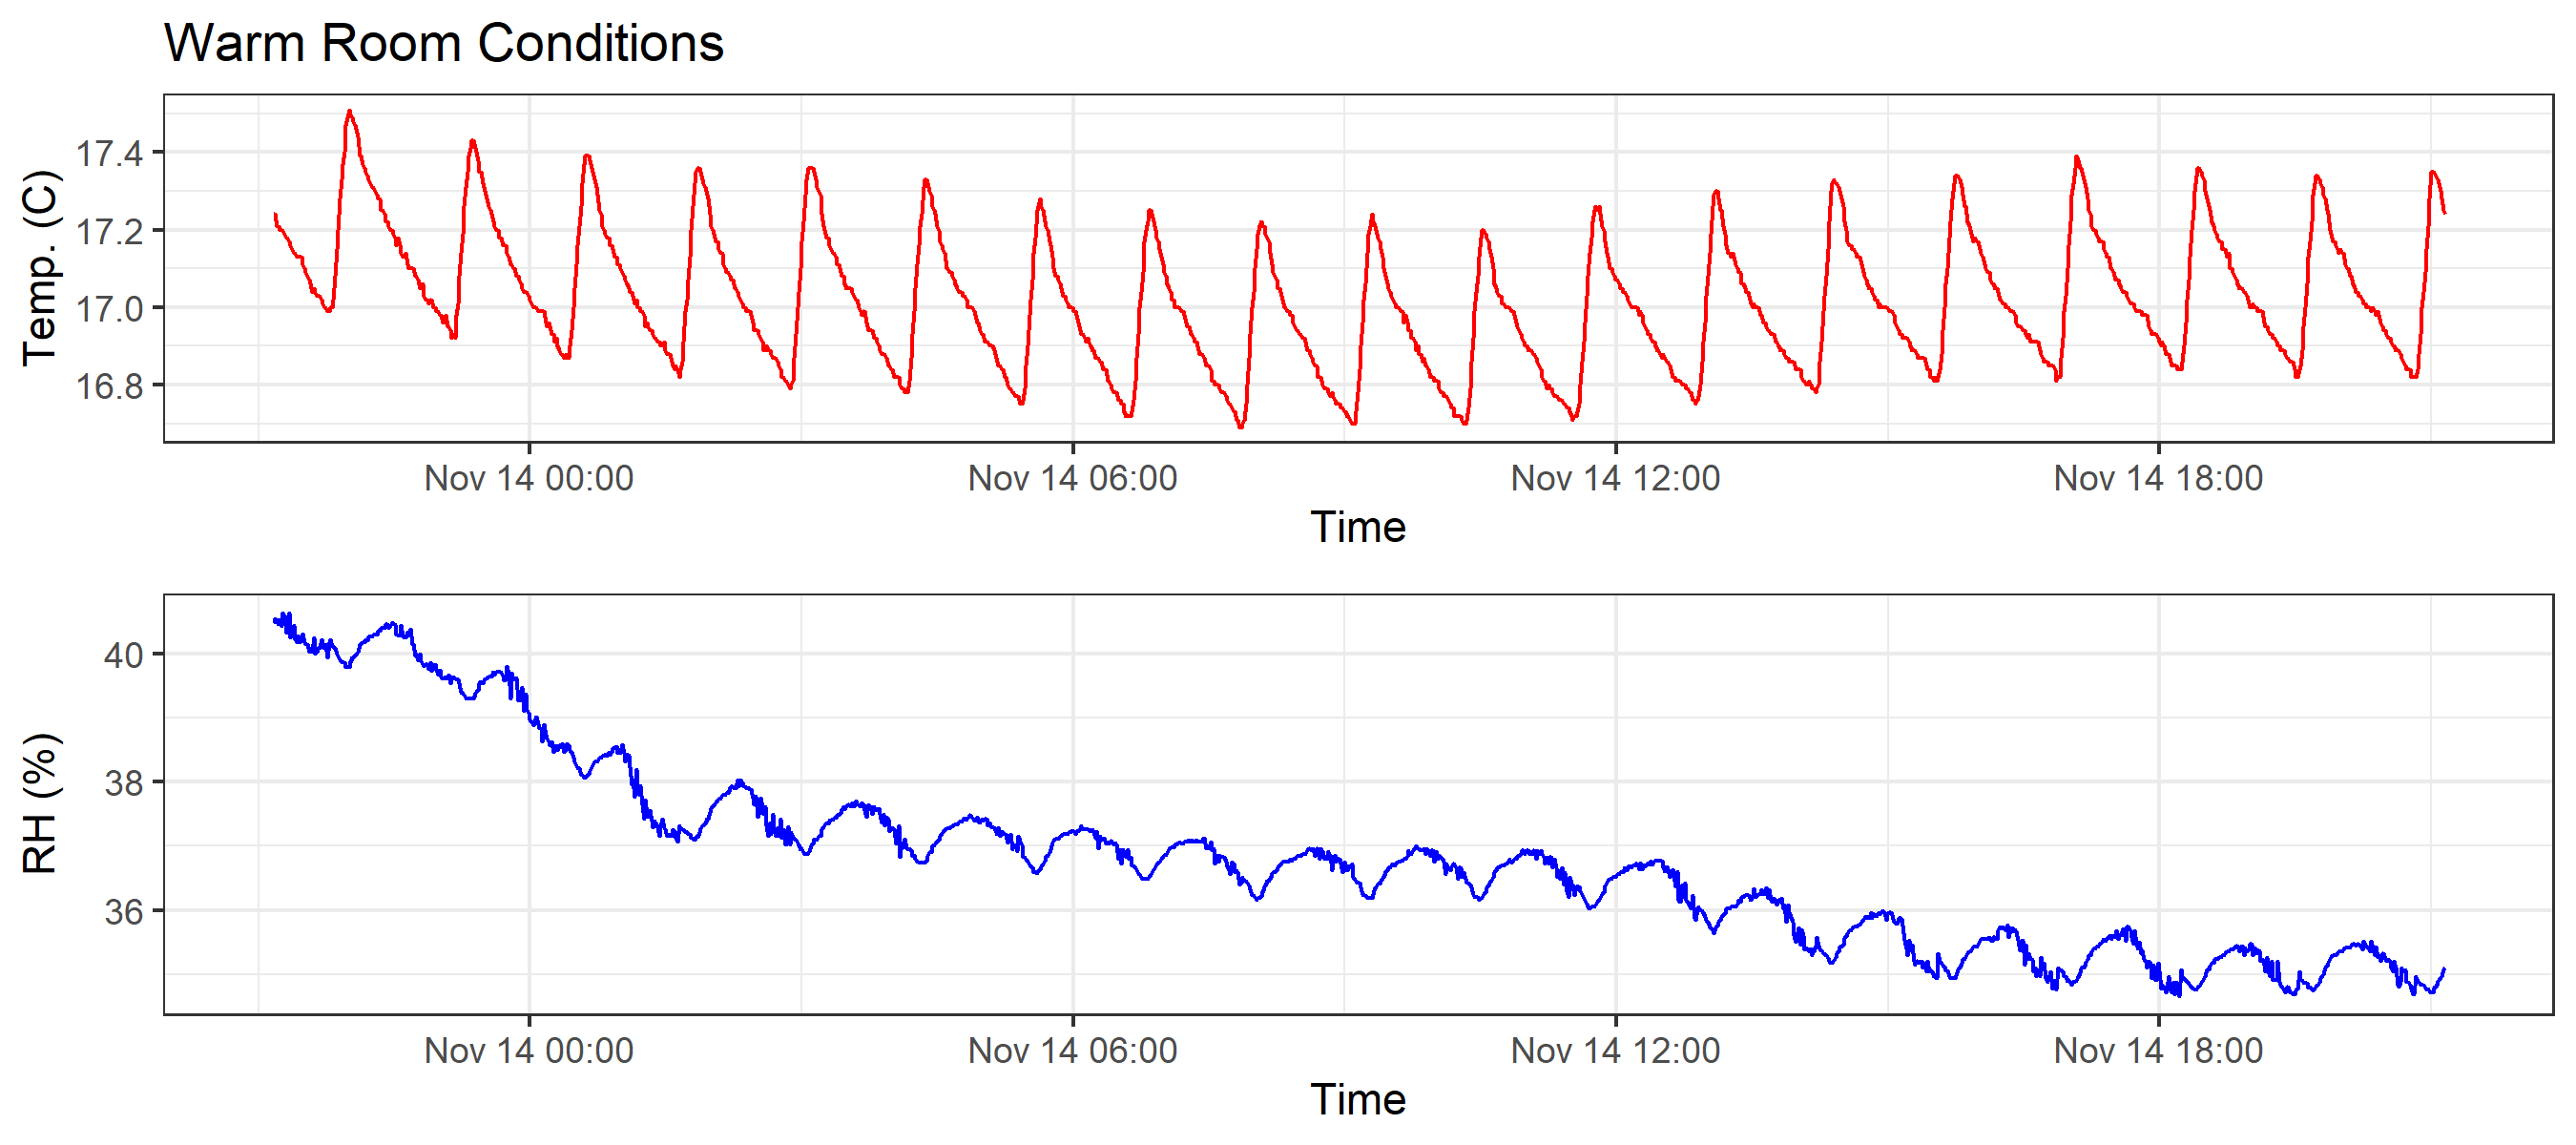 Warm Room Conditions
Temp. (C)
17.4
17.2
17.0
16.8
Nov 14 00:00 Nov 14 06:00 Nov 14 12:00 Nov 14 18:00
Time
RH (%)
40
38
36
Nov 14 00:00 Nov 14 06:00 Nov 14 12:00 Nov 14 18:00
Time